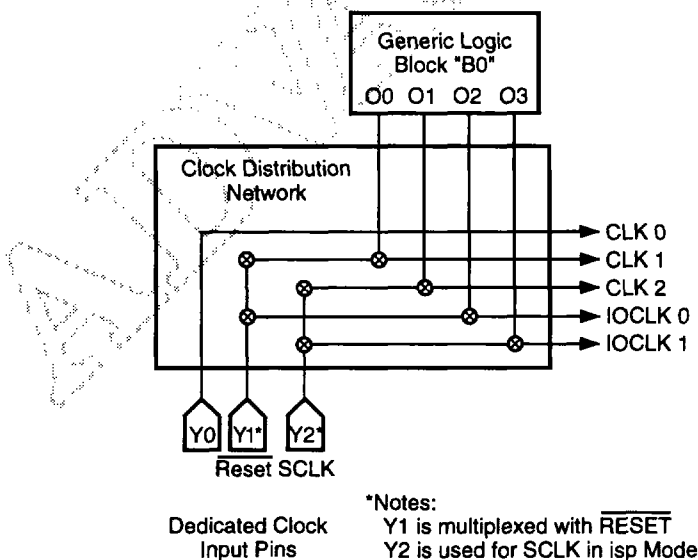 Generic Logic
Block "B0"
O0 O1 O2 O3
Clock Distribution
Network
CLK 0
CLK 1
CLK 2
IOCLK 0
IOCLK 1
Y0 Y1* Y2*
Reset SCLK
Dedicated Clock
Input Pins
*Notes:
Y1 is multiplexed with RESET
Y2 is used for SCLK in isp Mode